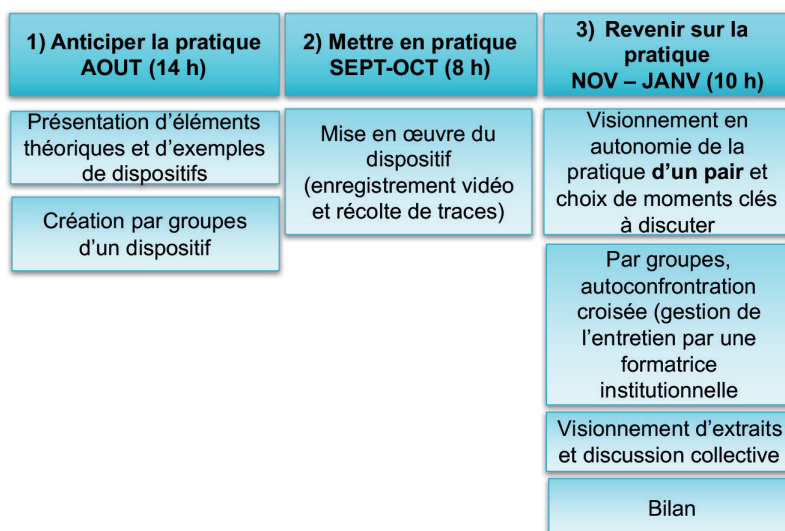 1) Anticiper la pratique
AOUT (14 h)
Présentation d'éléments
théoriques et d'exemples
de dispositifs
Création par groupes
d'un dispositif
2) Mettre en pratique
SEPT-OCT (8 h)
Mise en œuvre du
dispositif
(enregistrement vidéo
et récolte de traces)
3) Revenir sur la
pratique
NOV – JANV (10 h)
Visionnement en
autonomie de la
pratique d'un pair et
choix de moments clés
à discuter
Par groupes,
autoconfrontration
croisée (gestion de
l'entretien par une
formatrice
institutionnelle
Visionnement d'extraits
et discussion collective
Bilan